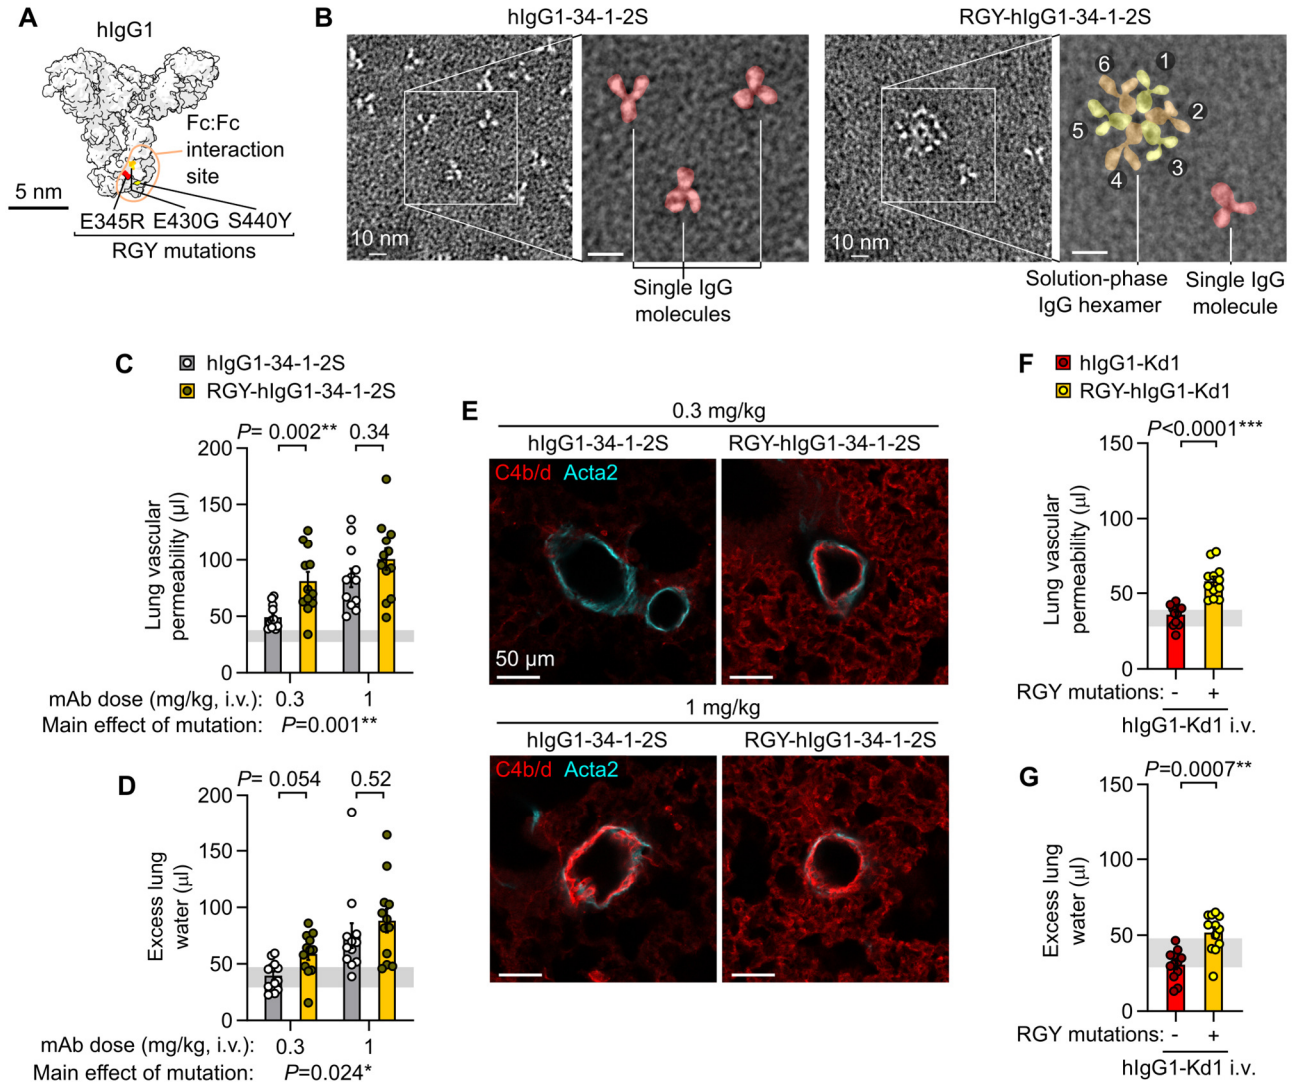 A
hIgG1
Fc:Fc
interaction
site
5 nm
E345R E430G S440Y
RGY mutations
B
hIgG1-34-1-2S
RGY-hIgG1-34-1-2S
10 nm
Single IgG
molecules
10 nm
1
2
3
4
5
6
Solution-phase
IgG hexamer
Single IgG
molecule
C
hIgG1-34-1-2S
RGY-hIgG1-34-1-2S
P= 0.002** 0.34
Lung vascular
permeability (µl)
200
150
100
50
0
mAb dose (mg/kg, i.v.): 0.3 1
Main effect of mutation: P=0.001**
D
P= 0.054 0.52
Excess lung
water (µl)
200
150
100
50
0
mAb dose (mg/kg, i.v.): 0.3 1
Main effect of mutation: P=0.024*
E
0.3 mg/kg
hIgG1-34-1-2S RGY-hIgG1-34-1-2S
C4b/d Acta2
50 µm
1 mg/kg
hIgG1-34-1-2S RGY-hIgG1-34-1-2S
C4b/d Acta2
F
hIgG1-Kd1
RGY-hIgG1-Kd1
P<0.0001***
Lung vascular
permeability (µl)
150
100
50
0
RGY mutations: - +
hIgG1-Kd1 i.v.
G
P=0.0007**
Excess lung
water (µl)
150
100
50
0
RGY mutations: - +
hIgG1-Kd1 i.v.